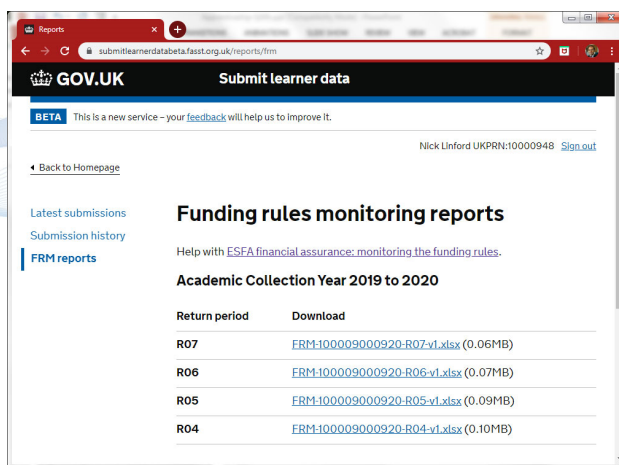 Reports
submitlearnerdatabeta.fasst.org.uk/reports/frm
GOV.UK Submit learner data
BETA This is a new service – your feedback will help us to improve it.
Nick Linford UKPRN:10000948 Sign out
Back to Homepage
Latest submissions
Submission history
FRM reports
Funding rules monitoring reports
Help with ESFA financial assurance: monitoring the funding rules.
Academic Collection Year 2019 to 2020
Return period Download
R07 FRM-100009000920-R07-v1.xlsx (0.06MB)
R06 FRM-100009000920-R06-v1.xlsx (0.07MB)
R05 FRM-100009000920-R05-v1.xlsx (0.09MB)
R04 FRM-100009000920-R04-v1.xlsx (0.10MB)